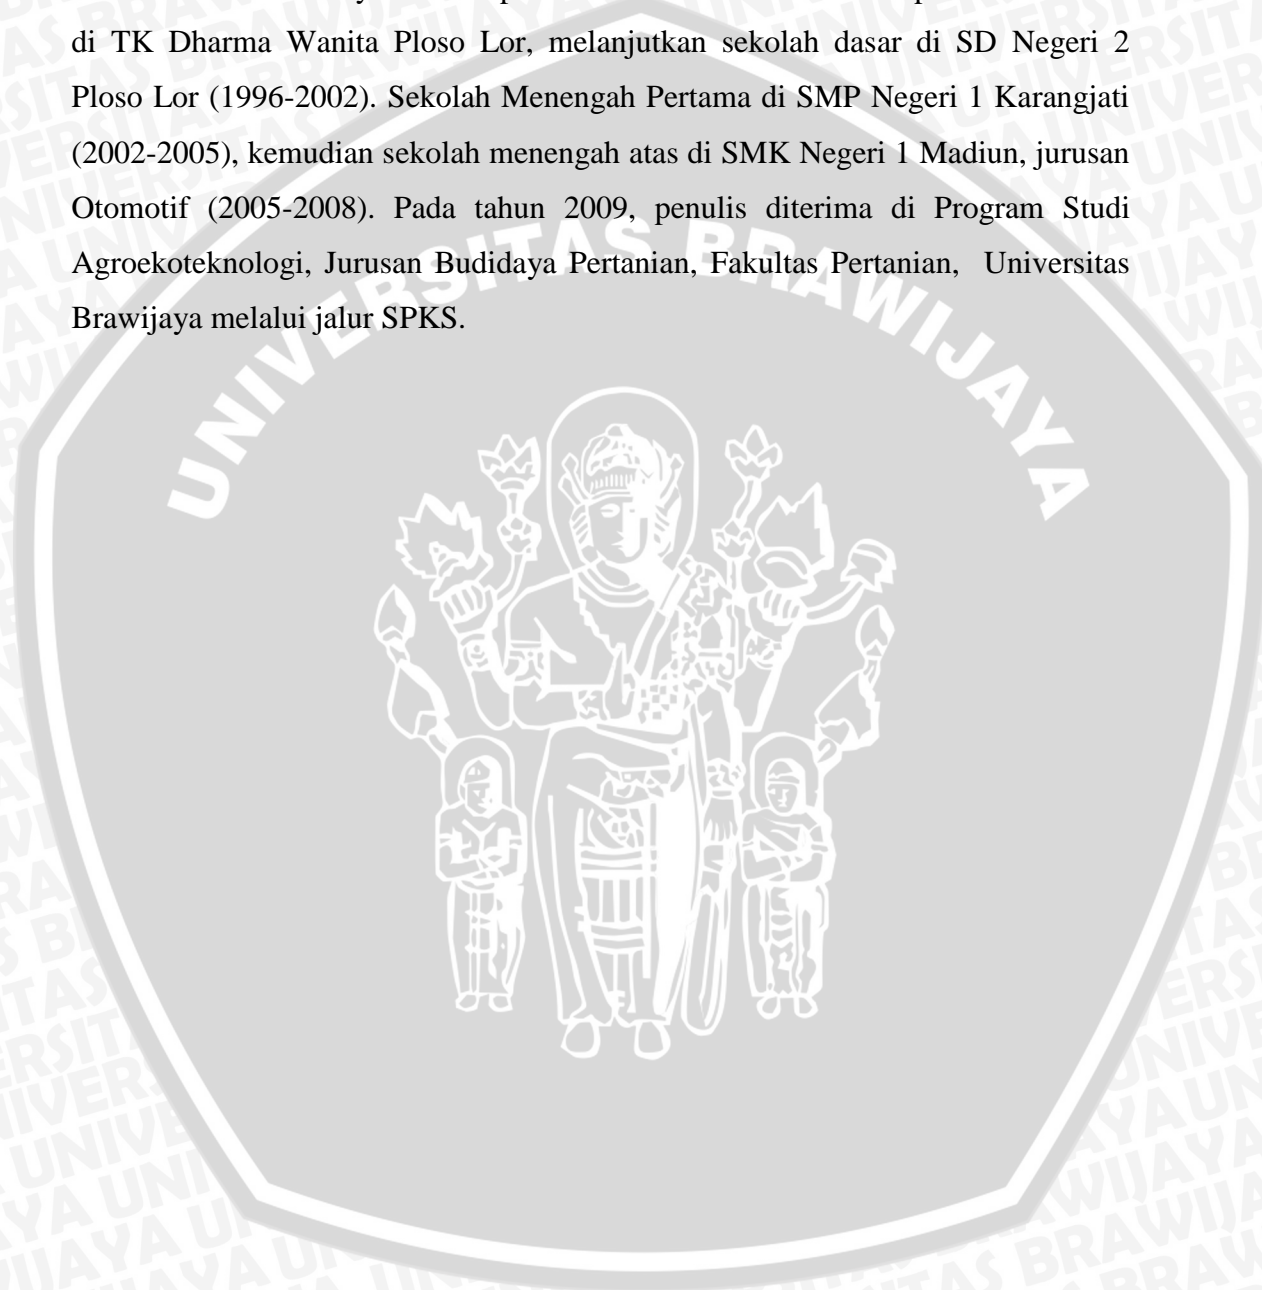 di TK Dharma Wanita Ploso Lor, melanjutkan sekolah dasar di SD Negeri 2
Ploso Lor (1996-2002). Sekolah Menengah Pertama di SMP Negeri 1 Karangjati
(2002-2005), kemudian sekolah menengah atas di SMK Negeri 1 Madiun, jurusan
Otomotif (2005-2008). Pada tahun 2009, penulis diterima di Program Studi
Agroekoteknologi, Jurusan Budidaya Pertanian, Fakultas Pertanian, Universitas
Brawijaya melalui jalur SPKS.
UNIVERSITAS BRAWIJAYA